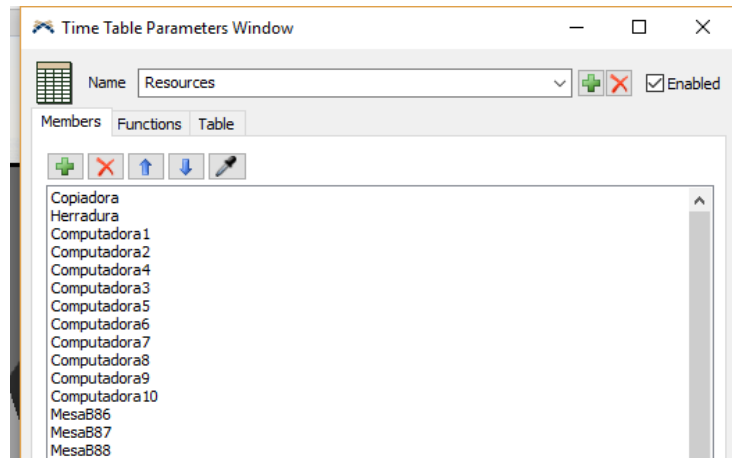 Time Table Parameters Window
Name Resources Enabled
Members Functions Table
Copiadora
Herradura
Computadora1
Computadora2
Computadora4
Computadora3
Computadora5
Computadora6
Computadora7
Computadora8
Computadora9
Computadora10
MesaB86
MesaB87
MesaB88